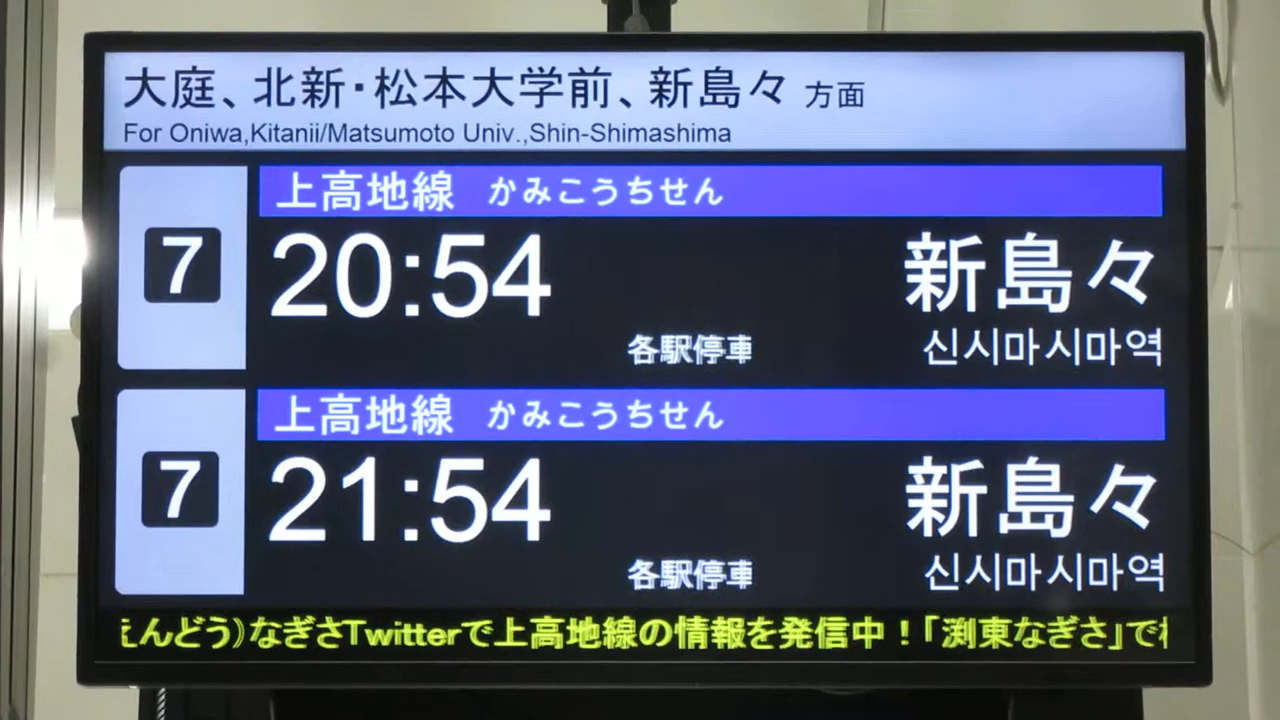 大庭、北新・松本大学前、新島々 方面
For Oniwa,Kitanii/Matsumoto Univ.,Shin-Shimashima
上高地線 かみこうちせん
7
20:54 新島々
各駅停車 신시마시마역
上高地線 かみこうちせん
7
21:54 新島々
各駅停車 신시마시마역
えんどう)なぎさTwitterで上高地線の情報を発信中！「渕東なぎさ」で